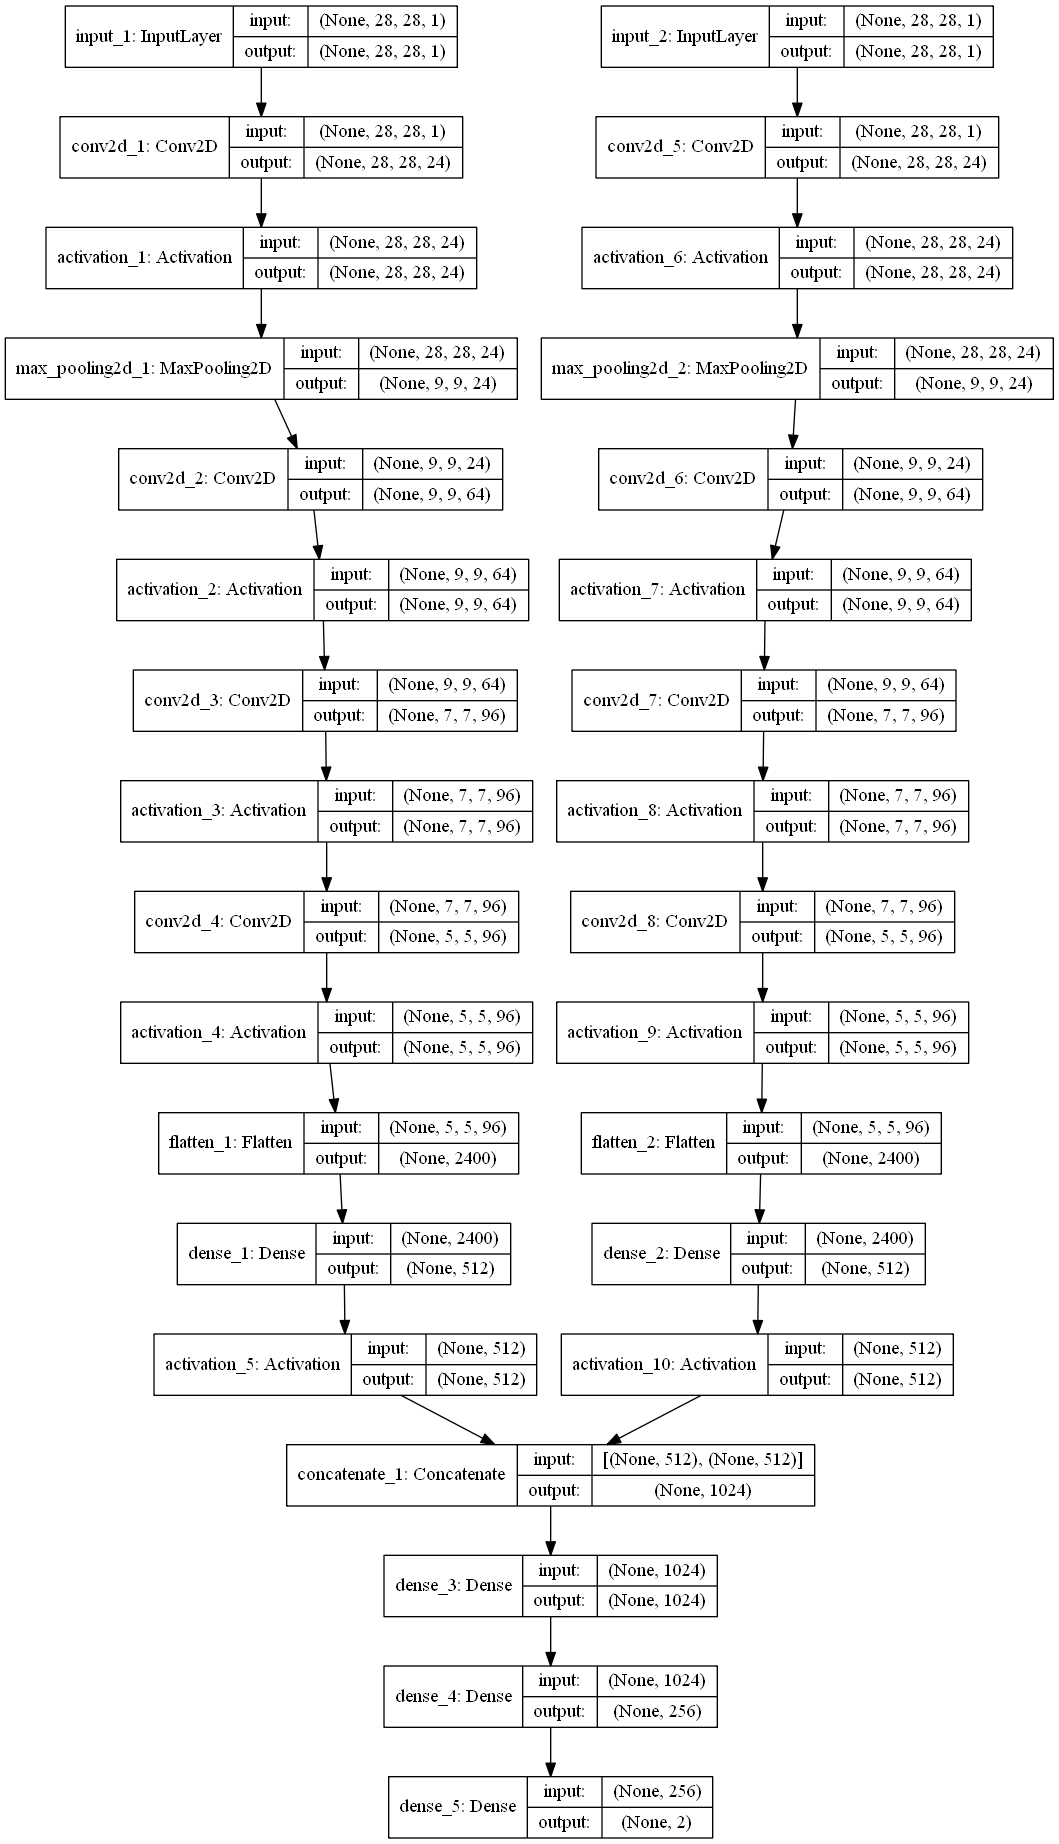 input_1: InputLayer
input: (None, 28, 28, 1)
output: (None, 28, 28, 1)
input_2: InputLayer
input: (None, 28, 28, 1)
output: (None, 28, 28, 1)
conv2d_1: Conv2D
input: (None, 28, 28, 1)
output: (None, 28, 28, 24)
conv2d_5: Conv2D
input: (None, 28, 28, 1)
output: (None, 28, 28, 24)
activation_1: Activation
input: (None, 28, 28, 24)
output: (None, 28, 28, 24)
activation_6: Activation
input: (None, 28, 28, 24)
output: (None, 28, 28, 24)
max_pooling2d_1: MaxPooling2D
input: (None, 28, 28, 24)
output: (None, 9, 9, 24)
max_pooling2d_2: MaxPooling2D
input: (None, 28, 28, 24)
output: (None, 9, 9, 24)
conv2d_2: Conv2D
input: (None, 9, 9, 24)
output: (None, 9, 9, 64)
conv2d_6: Conv2D
input: (None, 9, 9, 24)
output: (None, 9, 9, 64)
activation_2: Activation
input: (None, 9, 9, 64)
output: (None, 9, 9, 64)
activation_7: Activation
input: (None, 9, 9, 64)
output: (None, 9, 9, 64)
conv2d_3: Conv2D
input: (None, 9, 9, 64)
output: (None, 7, 7, 96)
conv2d_7: Conv2D
input: (None, 9, 9, 64)
output: (None, 7, 7, 96)
activation_3: Activation
input: (None, 7, 7, 96)
output: (None, 7, 7, 96)
activation_8: Activation
input: (None, 7, 7, 96)
output: (None, 7, 7, 96)
conv2d_4: Conv2D
input: (None, 7, 7, 96)
output: (None, 5, 5, 96)
conv2d_8: Conv2D
input: (None, 7, 7, 96)
output: (None, 5, 5, 96)
activation_4: Activation
input: (None, 5, 5, 96)
output: (None, 5, 5, 96)
activation_9: Activation
input: (None, 5, 5, 96)
output: (None, 5, 5, 96)
flatten_1: Flatten
input: (None, 5, 5, 96)
output: (None, 2400)
flatten_2: Flatten
input: (None, 5, 5, 96)
output: (None, 2400)
dense_1: Dense
input: (None, 2400)
output: (None, 512)
dense_2: Dense
input: (None, 2400)
output: (None, 512)
activation_5: Activation
input: (None, 512)
output: (None, 512)
activation_10: Activation
input: (None, 512)
output: (None, 512)
concatenate_1: Concatenate
input: [(None, 512), (None, 512)]
output: (None, 1024)
dense_3: Dense
input: (None, 1024)
output: (None, 1024)
dense_4: Dense
input: (None, 1024)
output: (None, 256)
dense_5: Dense
input: (None, 256)
output: (None, 2)